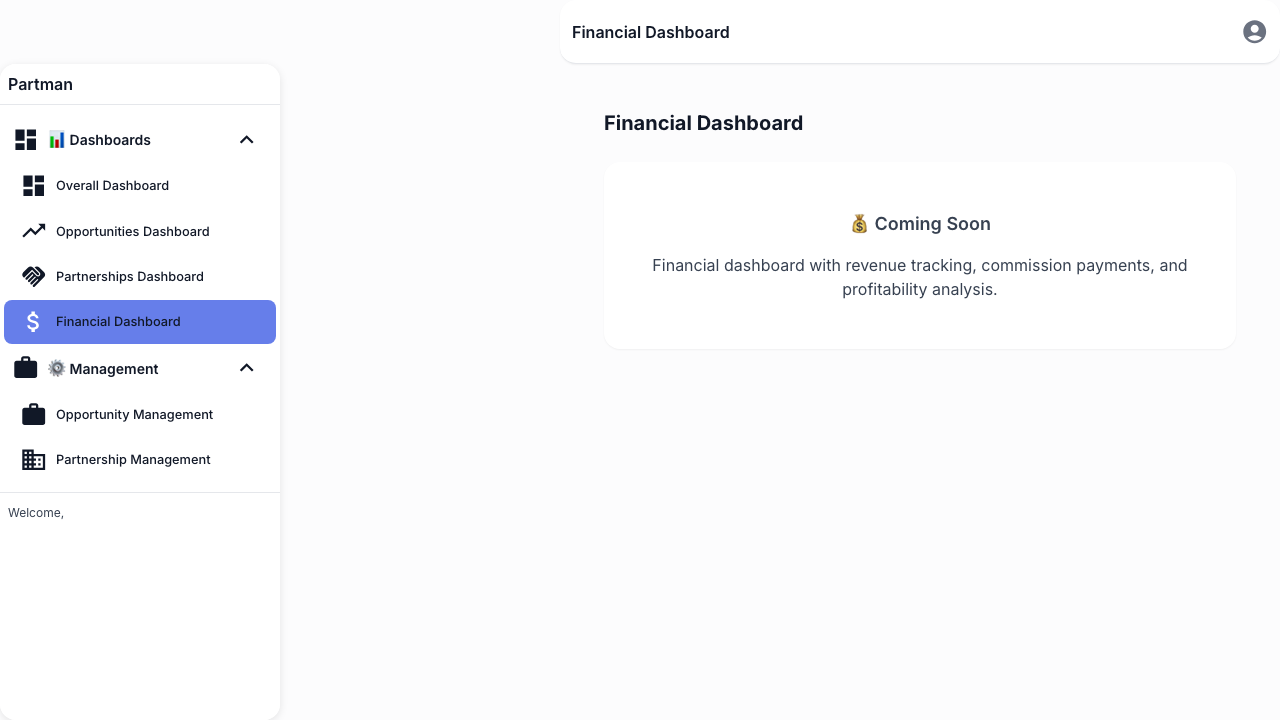 Financial Dashboard
Partman
📊 Dashboards
Overall Dashboard
Opportunities Dashboard
Partnerships Dashboard
Financial Dashboard
⚙️ Management
Opportunity Management
Partnership Management
Welcome,
Financial Dashboard
💰 Coming Soon
Financial dashboard with revenue tracking, commission payments, and
profitability analysis.